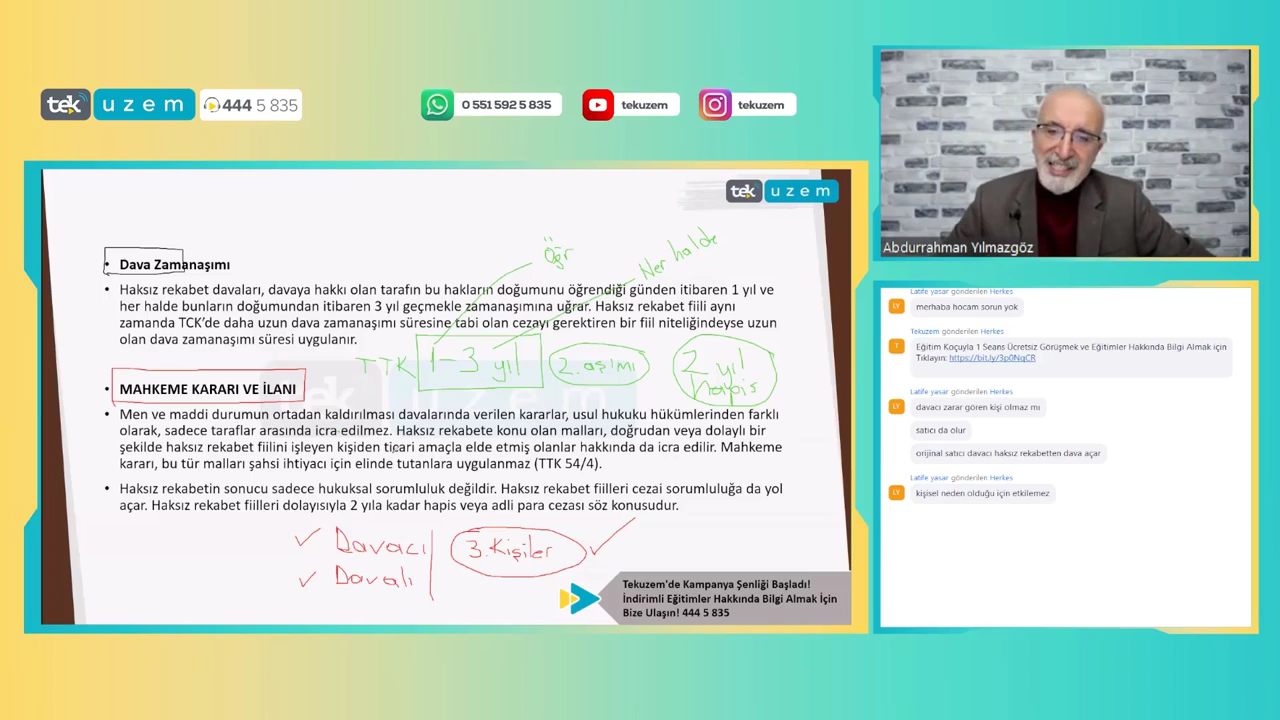 tek uzem 444 5 835
0 551 592 5 835
tekuzem
tekuzem
tek uzem
Öğr
Her halde
• Dava Zamanaşımı
• Haksız rekabet davaları, davaya hakkı olan tarafın bu hakların doğumunu öğrendiği günden itibaren 1 yıl ve
her halde bunların doğumundan itibaren 3 yıl geçmekle zamanaşımına uğrar. Haksız rekabet fiili aynı
zamanda TCK'de daha uzun dava zamanaşımı süresine tabi olan cezayı gerektiren bir fiil niteliğindeyse uzun
olan dava zamanaşımı süresi uygulanır.
TTK 1-3 yıl 2.aşımı 2 yıl
hapis
• MAHKEME KARARI VE İLANI
• Men ve maddi durumun ortadan kaldırılması davalarında verilen kararlar, usul hukuku hükümlerinden farklı
olarak, sadece taraflar arasında icra edilmez. Haksız rekabete konu olan malları, doğrudan veya dolaylı bir
şekilde haksız rekabet fiilini işleyen kişiden ticari amaçla elde etmiş olanlar hakkında da icra edilir. Mahkeme
kararı, bu tür malları şahsi ihtiyacı için elinde tutanlara uygulanmaz (TTK 54/4).
• Haksız rekabetin sonucu sadece hukuksal sorumluluk değildir. Haksız rekabet fiilleri cezai sorumluluğa da yol
açar. Haksız rekabet fiilleri dolayısıyla 2 yıla kadar hapis veya adli para cezası söz konusudur.
✓ Davacı 3.Kişiler ✓
✓ Davalı
Tekuzem'de Kampanya Şenliği Başladı!
İndirimli Eğitimler Hakkında Bilgi Almak İçin
Bize Ulaşın! 444 5 835
Abdurrahman Yılmazgöz
Latife yasar gönderilen Herkes
LY merhaba hocam sorun yok
Tekuzem gönderilen Herkes
T Eğitim Koçuyla 1 Seans Ücretsiz Görüşmek ve Eğitimler Hakkında Bilgi Almak için
Tıklayın: https://bit.ly/3p0NqCR
Latife yasar gönderilen Herkes
LY davacı zarar gören kişi olmaz mı
satıcı da olur
orijinal satıcı davacı haksız rekabetten dava açar
Latife yasar gönderilen Herkes
LY kişisel neden olduğu için etkilemez